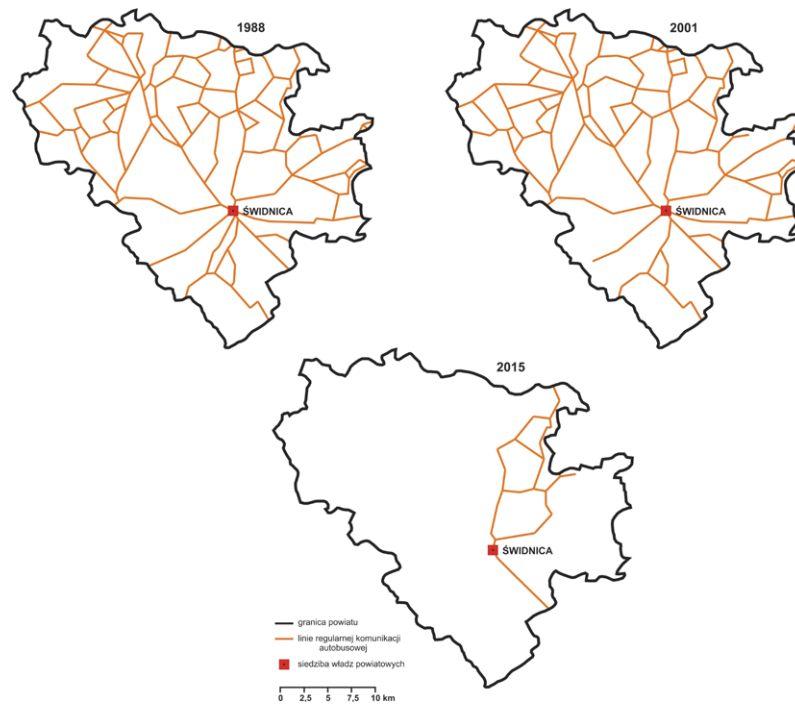 1988
2001
ŚWIDNICA
ŚWIDNICA
2015
ŚWIDNICA
granica powiatu
linie regularnej komunikacji
autobusowej
siedziba władz powiatowych
0 2,5 5 7,5 10 km